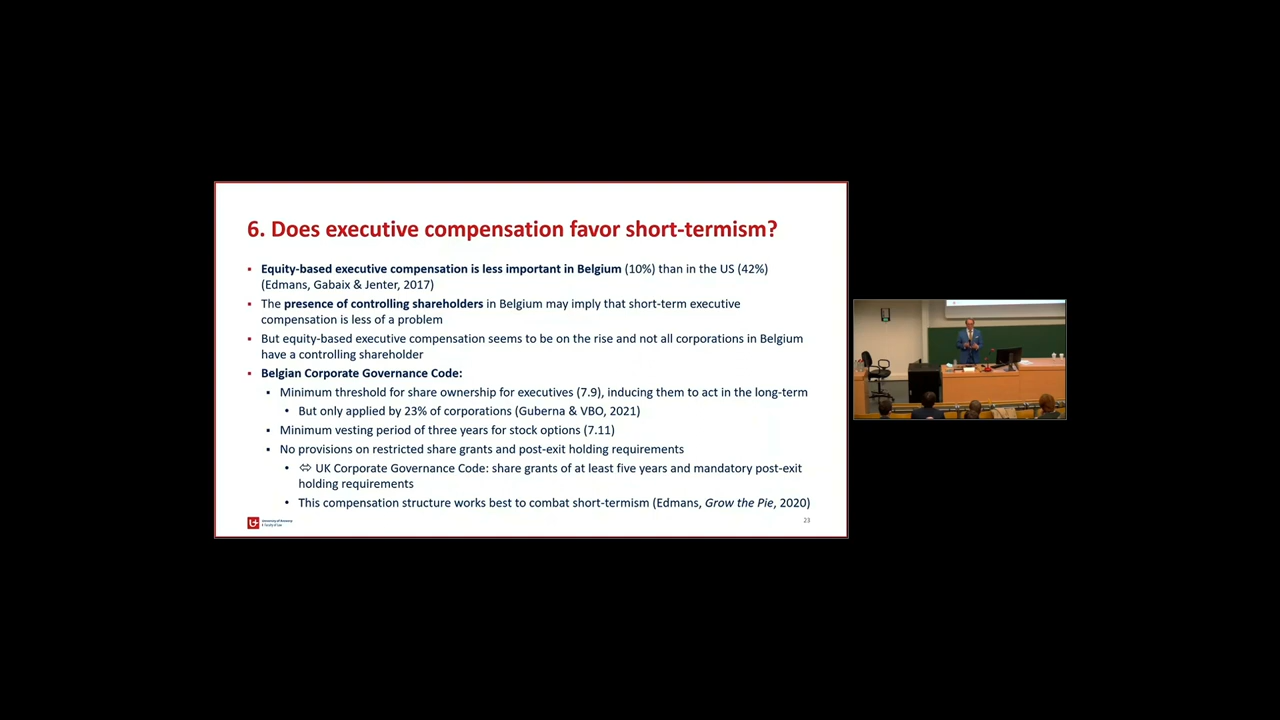 6. Does executive compensation favor short-termism?
▪ Equity-based executive compensation is less important in Belgium (10%) than in the US (42%)
(Edmans, Gabaix & Jenter, 2017)
▪ The presence of controlling shareholders in Belgium may imply that short-term executive
compensation is less of a problem
▪ But equity-based executive compensation seems to be on the rise and not all corporations in Belgium
have a controlling shareholder
▪ Belgian Corporate Governance Code:
▪ Minimum threshold for share ownership for executives (7.9), inducing them to act in the long-term
• But only applied by 23% of corporations (Guberna & VBO, 2021)
▪ Minimum vesting period of three years for stock options (7.11)
▪ No provisions on restricted share grants and post-exit holding requirements
• ⬄ UK Corporate Governance Code: share grants of at least five years and mandatory post-exit
holding requirements
• This compensation structure works best to combat short-termism (Edmans, Grow the Pie, 2020)
University of Antwerp
Faculty of Law
23